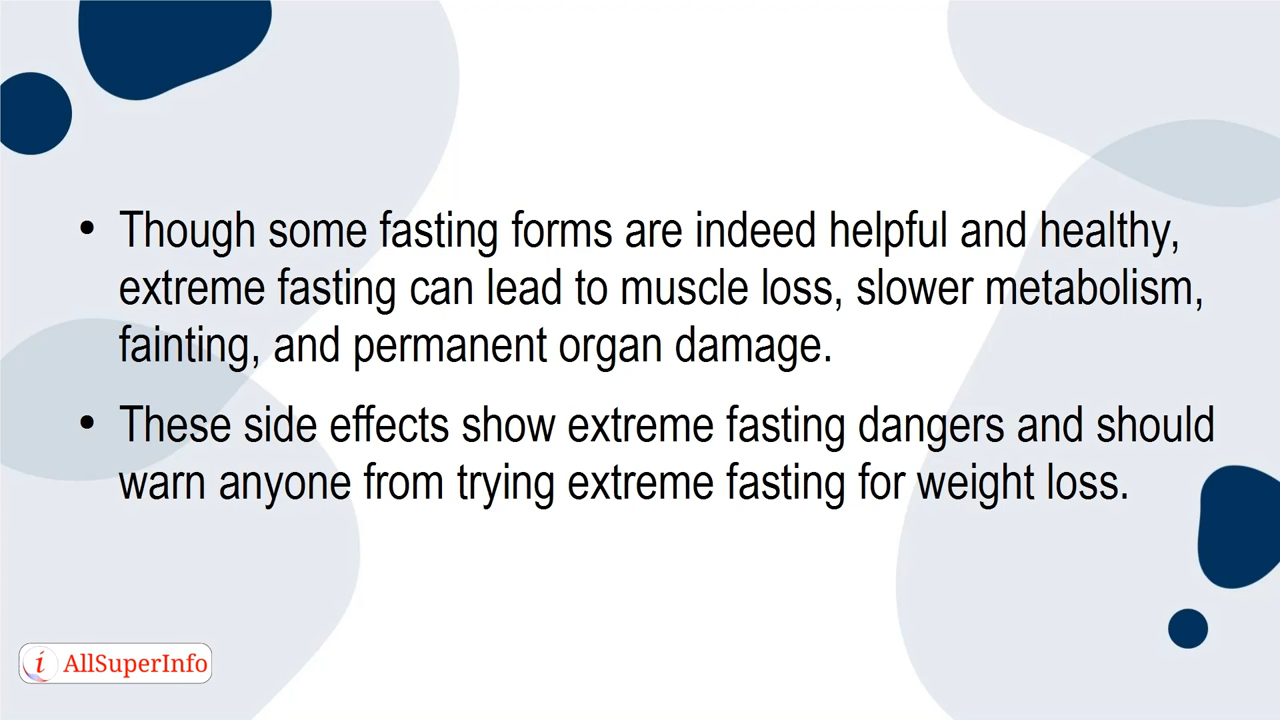 • Though some fasting forms are indeed helpful and healthy,
extreme fasting can lead to muscle loss, slower metabolism,
fainting, and permanent organ damage.
• These side effects show extreme fasting dangers and should
warn anyone from trying extreme fasting for weight loss.
i AllSuperInfo